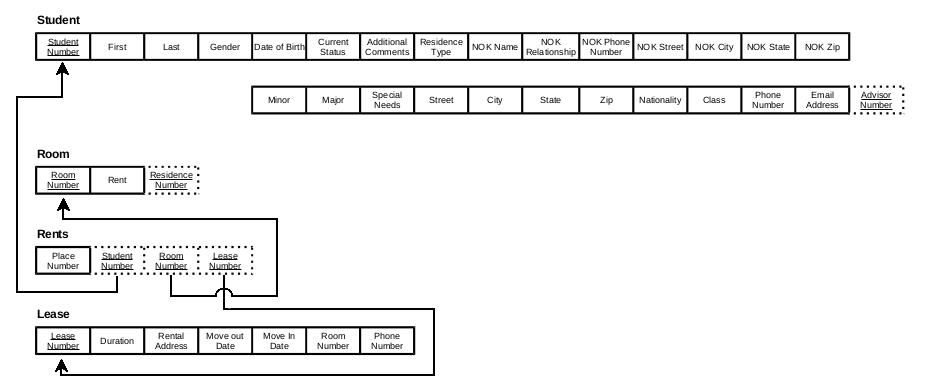 Student
Student Number First Last Gender Date of Birth Current Status Additional Comments Residence Type NOK Name NOK Relationship NOK Phone Number NOK Street NOK City NOK State NOK Zip
Minor Major Special Needs Street City State Zip Nationality Class Phone Number Email Address Advisor Number
Room
Room Number Rent Residence Number
Rents
Place Number Student Number Room Number Lease Number
Lease
Lease Number Duration Rental Address Move out Date Move In Date Room Number Phone Number